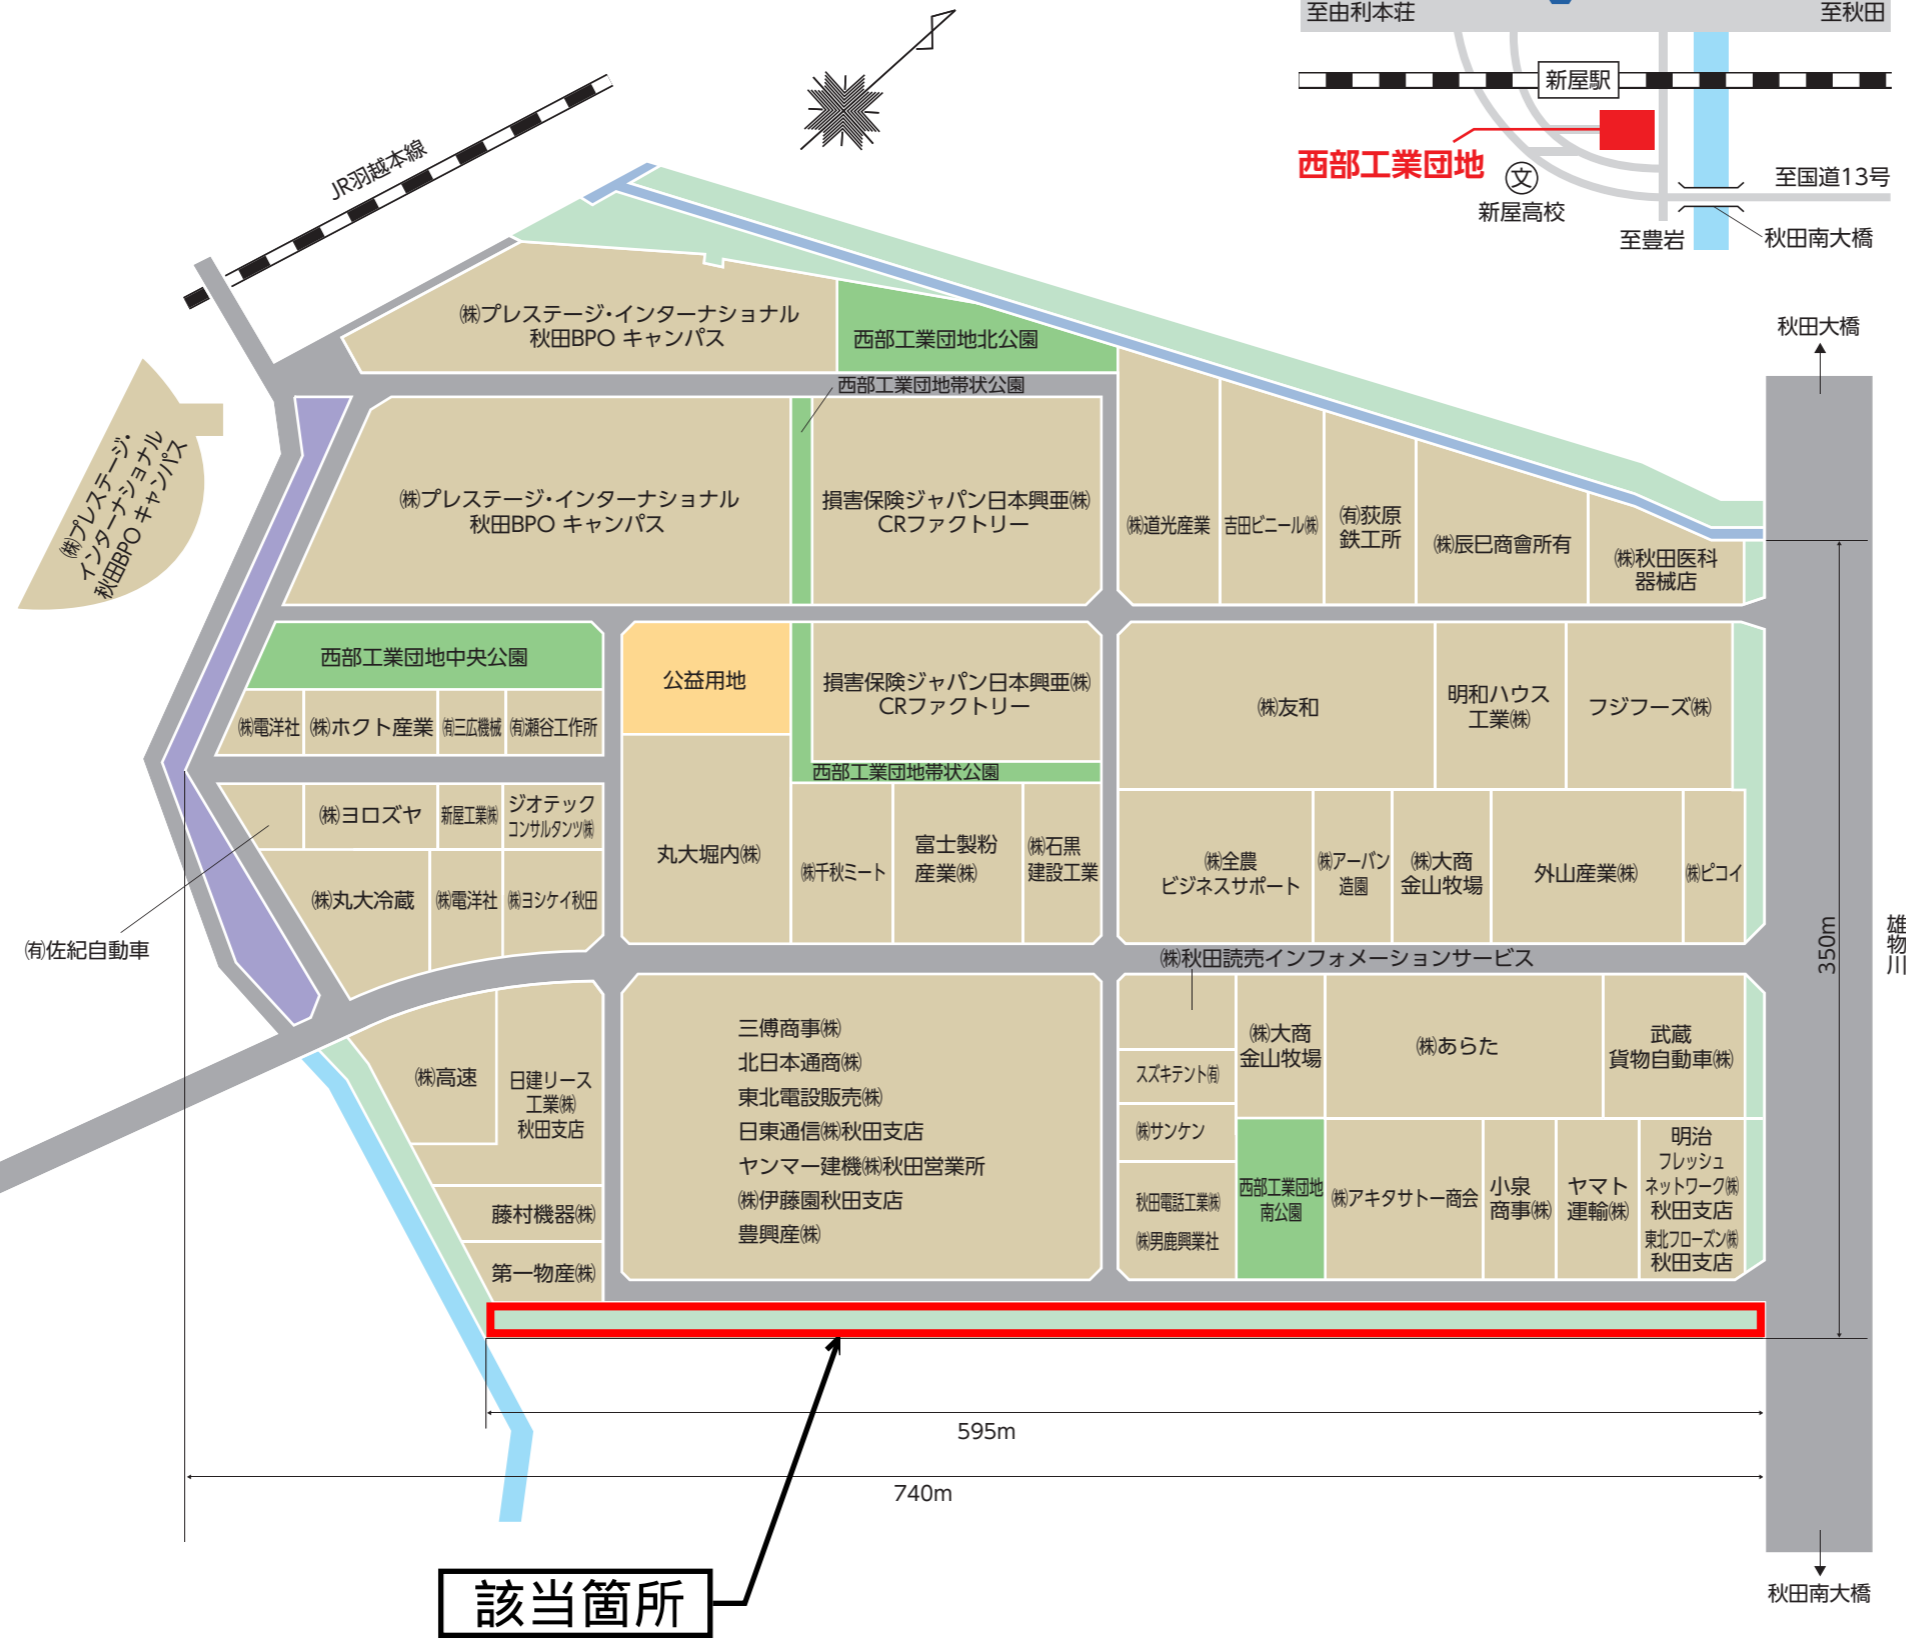 至由利本荘
至秋田
新屋駅
西部工業団地
文
新屋高校
至国道13号
至豊岩
秋田南大橋
JR羽越本線
秋田大橋
㈱プレステージ・インターナショナル
秋田BPO キャンパス
西部工業団地北公園
西部工業団地帯状公園
㈱プレステージ・
インターナショナル
秋田BPO キャンパス
㈱プレステージ・インターナショナル
秋田BPO キャンパス
損害保険ジャパン日本興亜㈱
CRファクトリー
㈱道光産業
吉田ビニール㈱
㈲荻原
鉄工所
㈱辰巳商會所有
㈱秋田医科
器械店
西部工業団地中央公園
公益用地
損害保険ジャパン日本興亜㈱
CRファクトリー
㈱友和
明和ハウス
工業㈱
フジフーズ㈱
㈱電洋社
㈱ホクト産業
㈲三広機械
㈲瀬谷工作所
西部工業団地帯状公園
㈱ヨロズヤ
新屋工業㈱
ジオテック
コンサルタンツ㈱
丸大堀内㈱
㈱千秋ミート
富士製粉
産業㈱
㈱石黒
建設工業
㈱全農
ビジネスサポート
㈱アーバン
造園
㈱大商
金山牧場
外山産業㈱
㈱ピコイ
㈱丸大冷蔵
㈱電洋社
㈱ヨシケイ秋田
㈲佐紀自動車
350m
雄物川
㈱秋田読売インフォメーションサービス
㈱高速
日建リース
工業㈱
秋田支店
三傅商事㈱
北日本通商㈱
東北電設販売㈱
日東通信㈱秋田支店
ヤンマー建機㈱秋田営業所
㈱伊藤園秋田支店
豊興産㈱
スズキテント㈲
㈱サンケン
秋田電話工業㈱
㈱男鹿興業社
㈱大商
金山牧場
㈱あらた
武蔵
貨物自動車㈱
西部工業団地
南公園
㈱アキタサトー商会
小泉
商事㈱
ヤマト
運輸㈱
明治
フレッシュ
ネットワーク㈱
秋田支店
東北フローズン㈱
秋田支店
藤村機器㈱
第一物産㈱
595m
740m
該当箇所
秋田南大橋